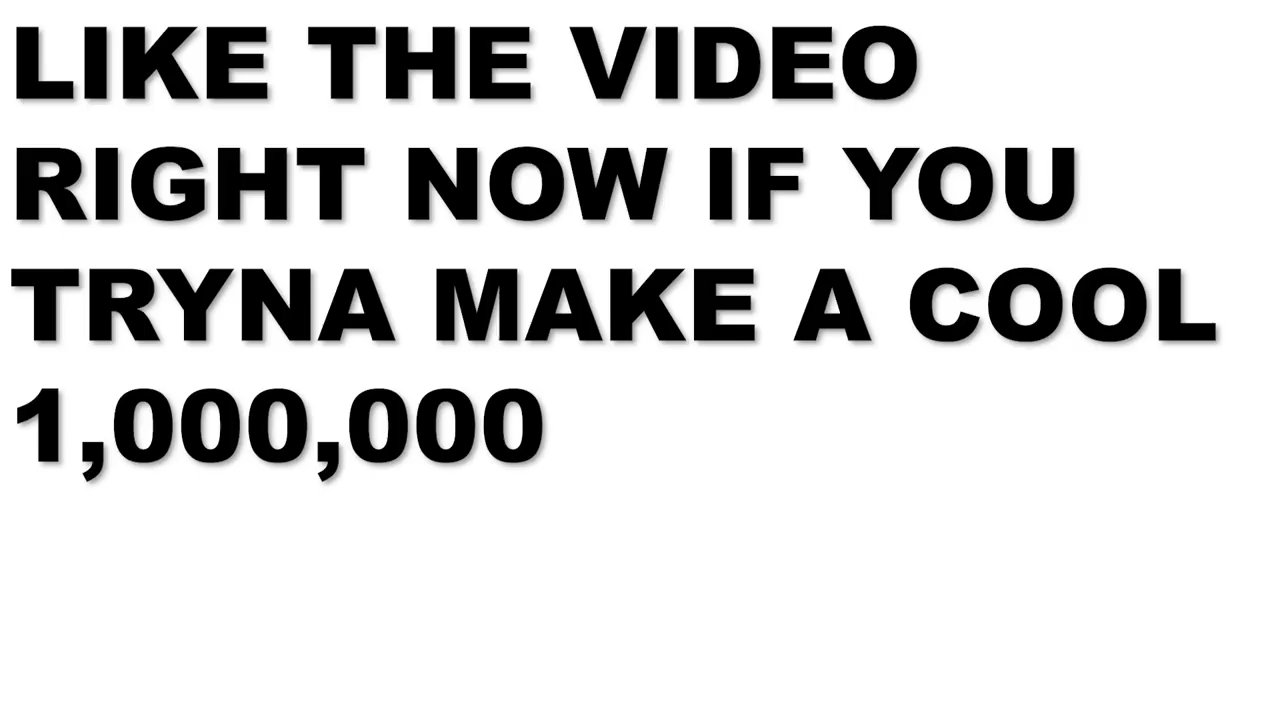 LIKE THE VIDEO
RIGHT NOW IF YOU
TRYNA MAKE A COOL
1,000,000